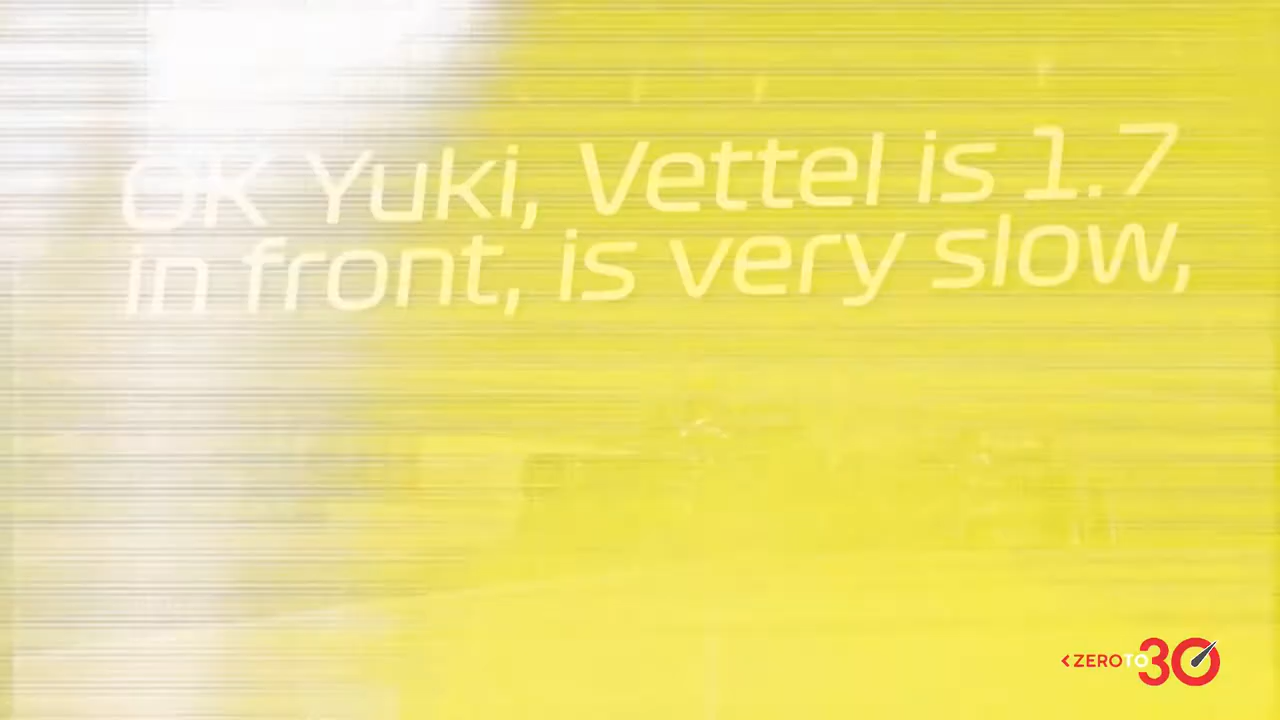 OK Yuki, Vettel is 1.7
in front, is very slow,
<ZEROTO30